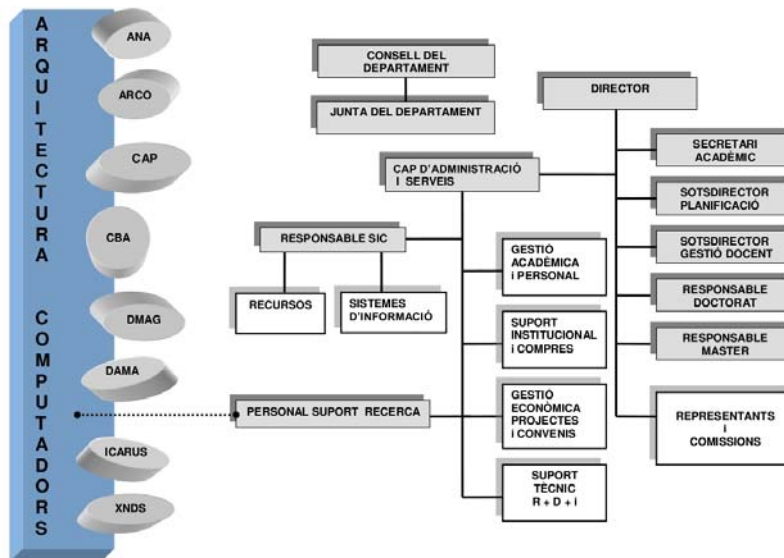 ARQUITECTURA COMPUTADORS
ANA
ARCO
CAP
CBA
DMAG
DAMA
ICARUS
XNDS
CONSELL DEL
DEPARTAMENT
JUNTA DEL DEPARTAMENT
DIRECTOR
CAP D'ADMINISTRACIÓ
I SERVEIS
SECRETARI
ACADÈMIC
SOTSDIRECTOR
PLANIFICACIÓ
SOTSDIRECTOR
GESTIÓ DOCENT
RESPONSABLE
DOCTORAT
RESPONSABLE
MASTER
REPRESENTANTS
i
COMISSIONS
RESPONSABLE SIC
RECURSOS
SISTEMES
D'INFORMACIÓ
GESTIÓ
ACADÈMICA
i PERSONAL
SUPORT
INSTITUCIONAL
i COMPRES
PERSONAL SUPORT RECERCA
GESTIÓ
ECONÒMICA
PROJECTES
i CONVENIS
SUPORT
TÈCNIC
R + D + i